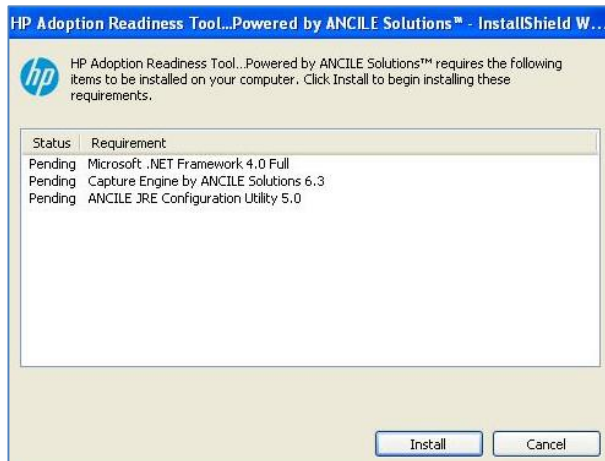 HP Adoption Readiness Tool...Powered by ANCILE Solutions™ - InstallShield W...
hp
HP Adoption Readiness Tool...Powered by ANCILE Solutions™ requires the following
items to be installed on your computer. Click Install to begin installing these
requirements.
Status Requirement
Pending Microsoft .NET Framework 4.0 Full
Pending Capture Engine by ANCILE Solutions 6.3
Pending ANCILE JRE Configuration Utility 5.0
Install Cancel